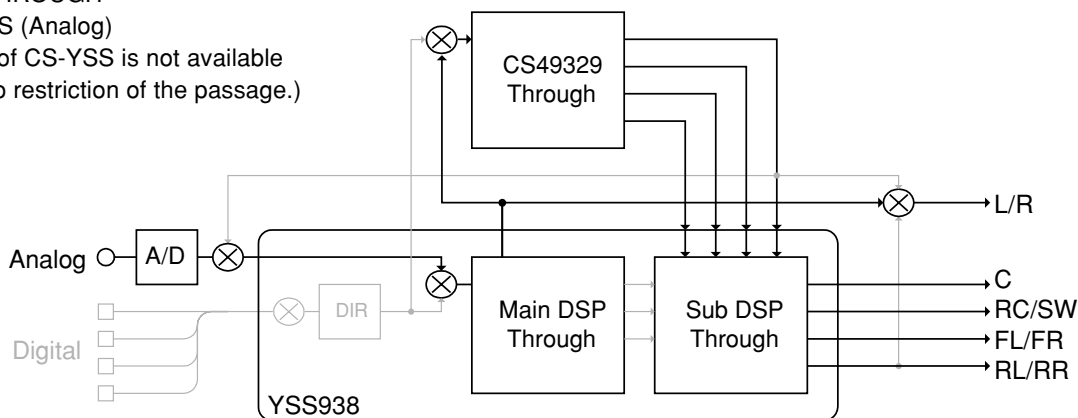 S (Analog)
of CS-YSS is not available
restriction of the passage.)
CS49329
Through
L/R
Analog
A/D
C
DIR
Main DSP
Through
Sub DSP
Through
RC/SW
FL/FR
Digital
RL/RR
YSS938